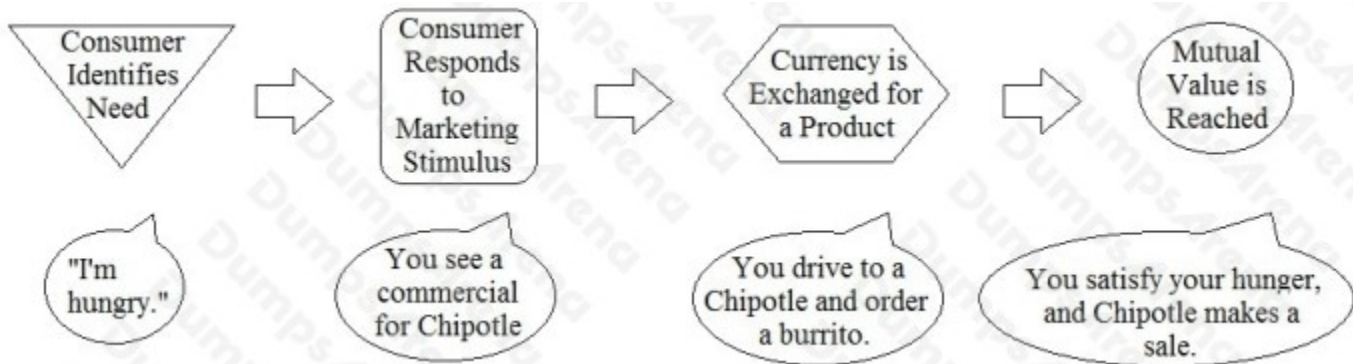 Consumer
Identifies
Need
Consumer
Responds
to
Marketing
Stimulus
Currency is
Exchanged for
a Product
Mutual
Value is
Reached
"I'm
hungry."
You see a
commercial
for Chipotle
You drive to a
Chipotle and order
a burrito.
You satisfy your hunger,
and Chipotle makes a
sale.
DumpsArena